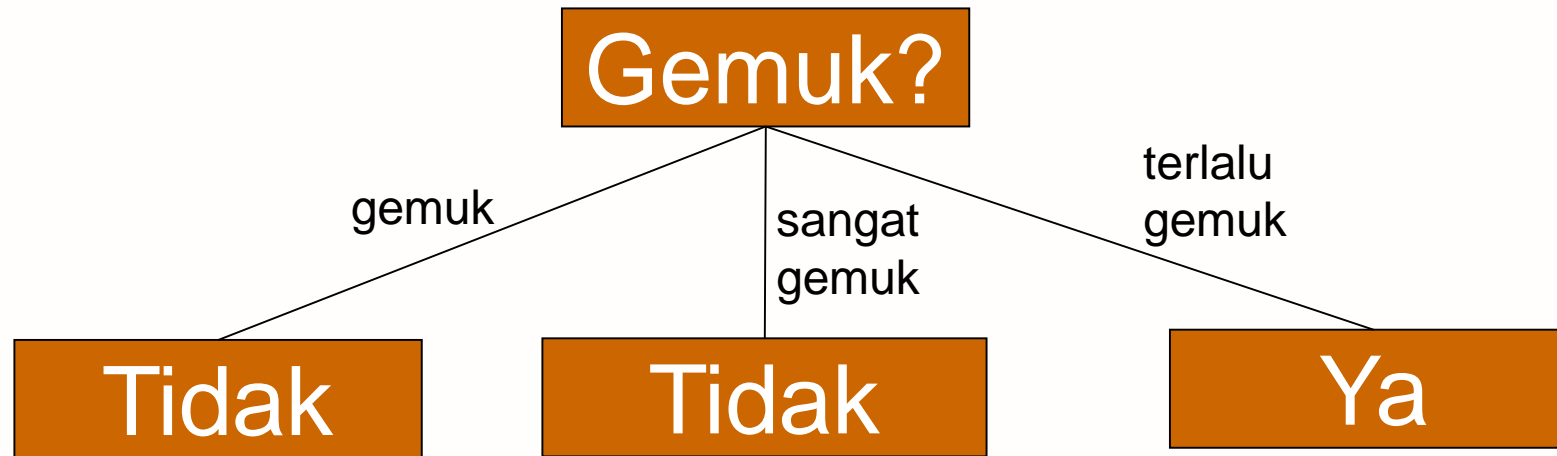 Gemuk?
gemuk
sangat
gemuk
terlalu
gemuk
Tidak
Tidak
Ya